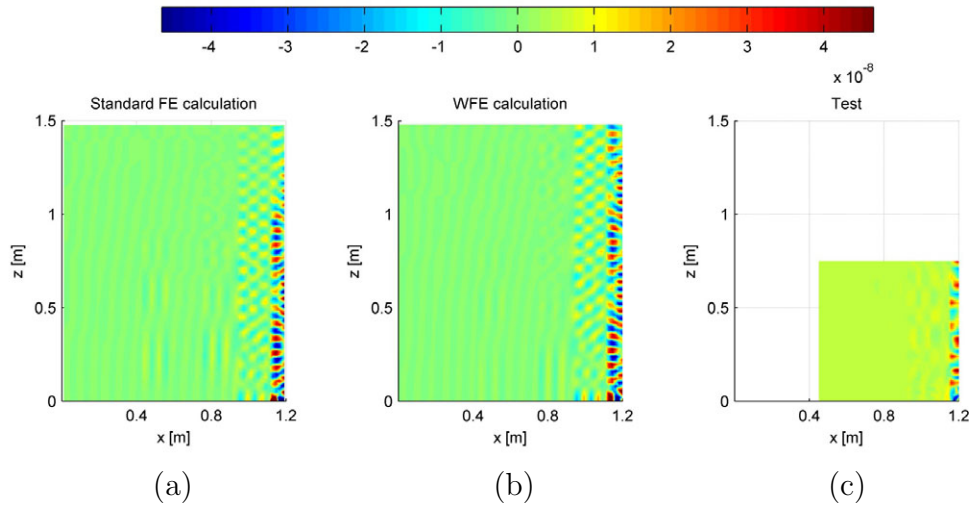 -4 -3 -2 -1 0 1 2 3 4
x 10^-8
Standard FE calculation
WFE calculation
Test
1.5
1
0.5
0
z [m]
0.4 0.8 1.2
x [m]
1.5
1
0.5
0
z [m]
0.4 0.8 1.2
x [m]
1.5
1
0.5
0
z [m]
0.4 0.8 1.2
x [m]
(a)
(b)
(c)